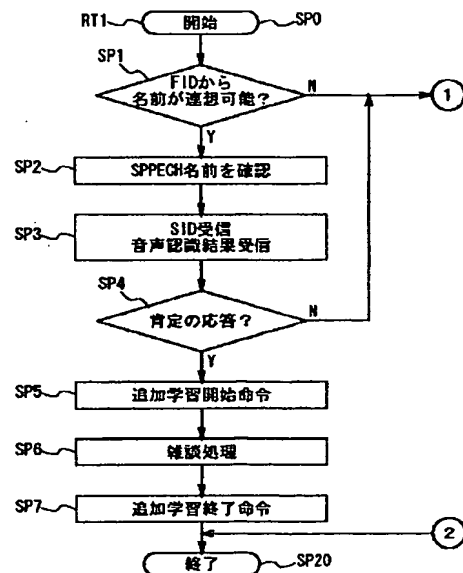 RT1 開始 SP0
SP1
FIDから
名前が連想可能?
N
1
Y
SP2 SPPECH名前を確認
SP3 SID受信
音声認識結果受信
SP4
肯定の応答?
N
Y
SP5 追加学習開始命令
SP6 雑談処理
SP7 追加学習終了命令
2
終了 SP20